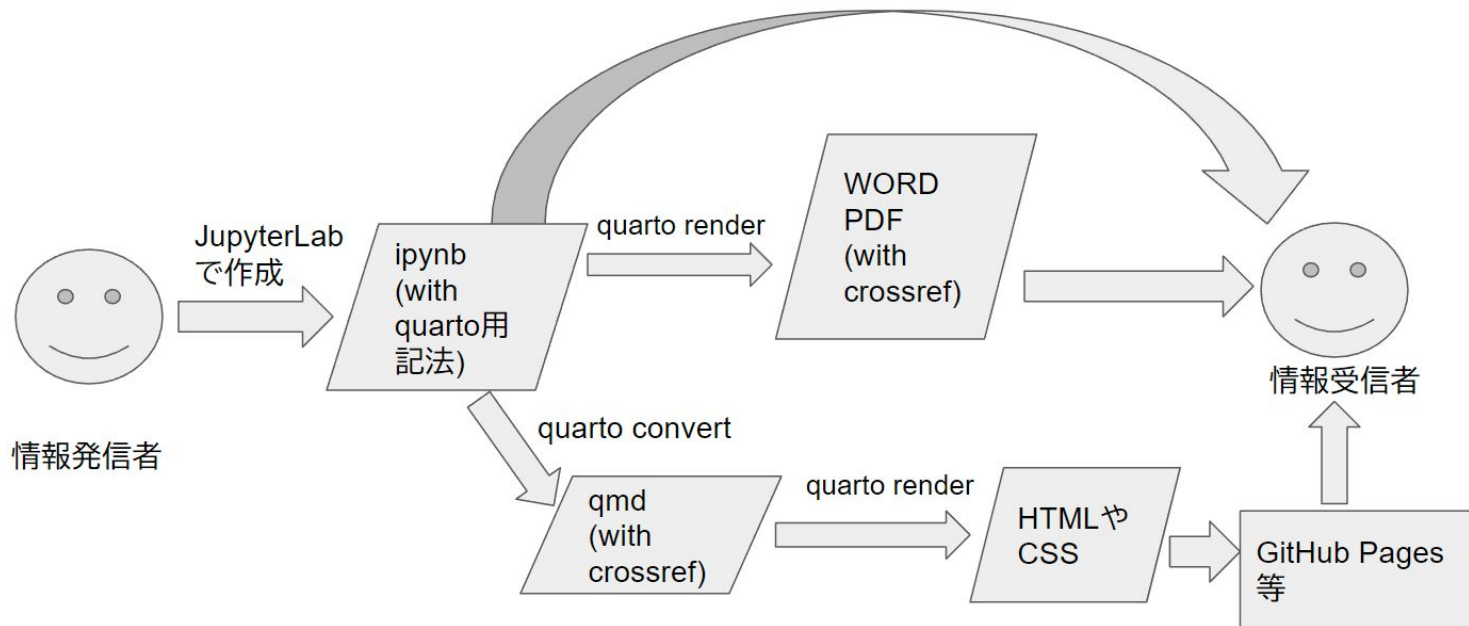 JupyterLab
で作成
情報発信者
ipynb
(with
quarto用
記法)
quarto render
WORD
PDF
(with
crossref)
情報受信者
quarto convert
qmd
(with
crossref)
quarto render
HTMLや
CSS
GitHub Pages
等